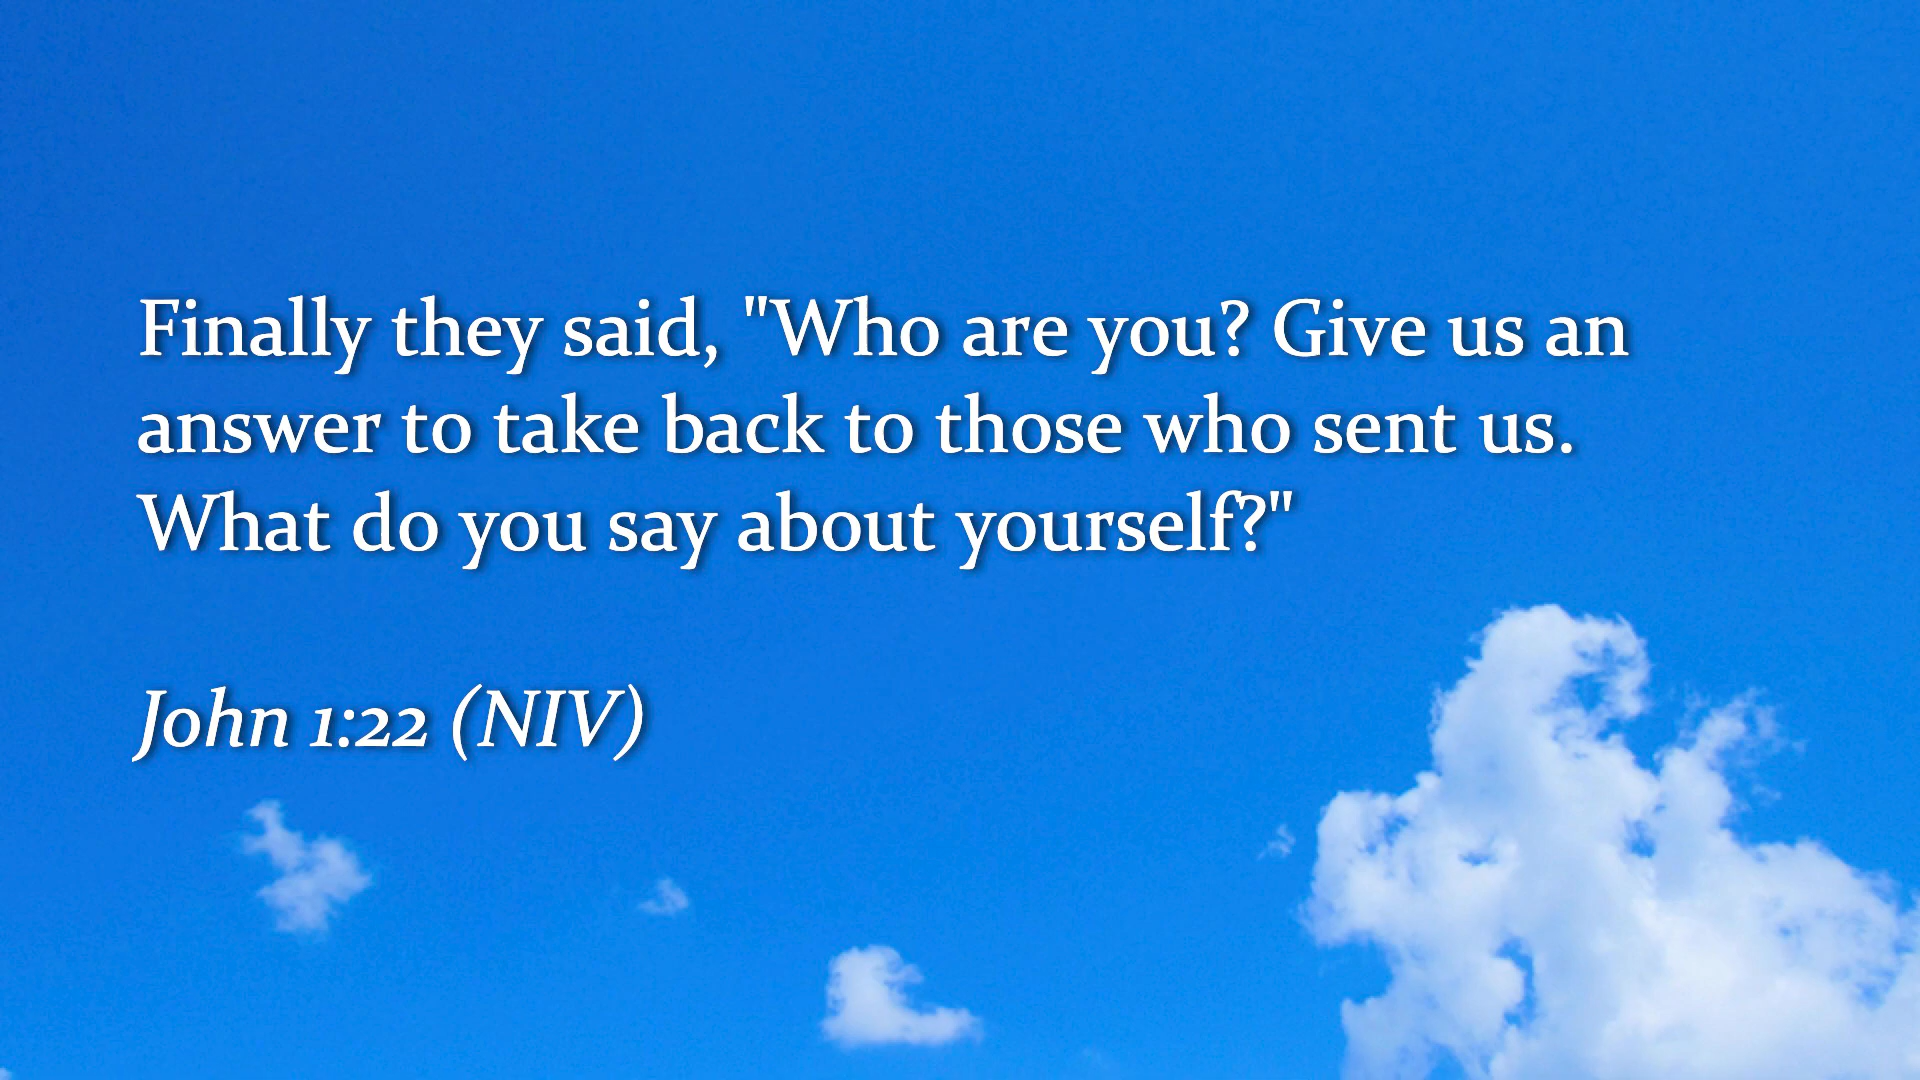 Finally they said, "Who are you? Give us an
answer to take back to those who sent us.
What do you say about yourself?"
John 1:22 (NIV)